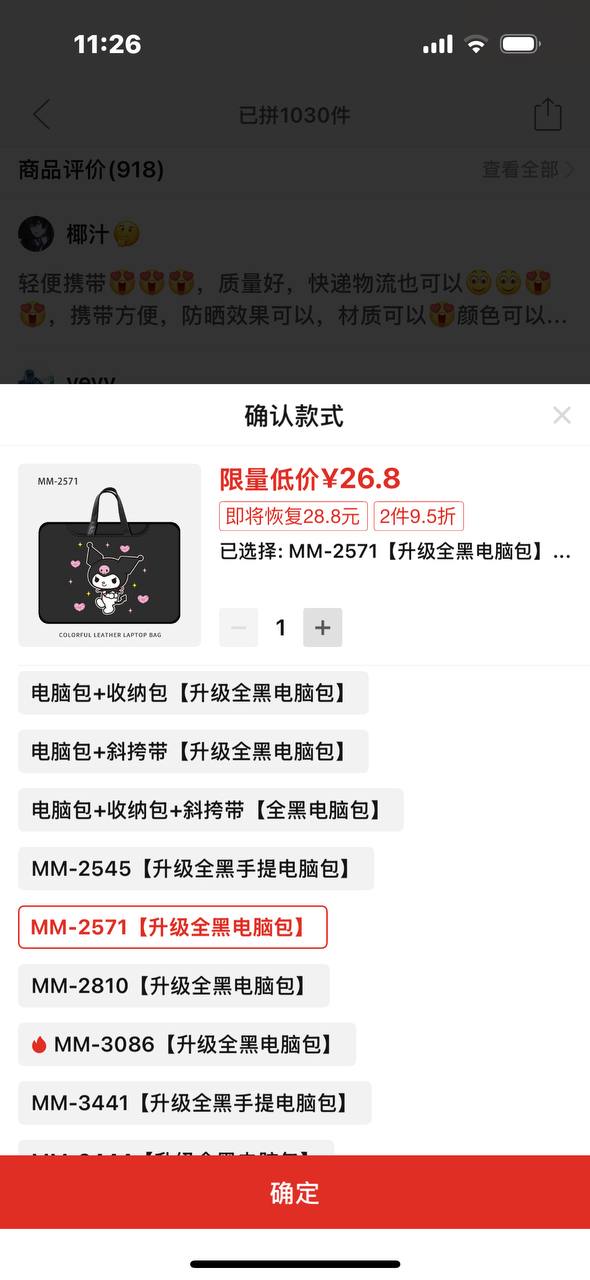 11:26
已拼1030件
商品评价(918)
查看全部
椰汁🤔
轻便携带😍😍😍，质量好，快递物流也可以😳😳😍
😍，携带方便，防晒效果可以，材质可以😍颜色可以...
确认款式
MM-2571
COLORFUL LEATHER LAPTOP BAG
限量低价¥26.8
即将恢复28.8元
2件9.5折
已选择: MM-2571【升级全黑电脑包】...
1
电脑包+收纳包【升级全黑电脑包】
电脑包+斜挎带【升级全黑电脑包】
电脑包+收纳包+斜挎带【全黑电脑包】
MM-2545【升级全黑手提电脑包】
MM-2571【升级全黑电脑包】
MM-2810【升级全黑电脑包】
MM-3086【升级全黑电脑包】
MM-3441【升级全黑手提电脑包】
确定